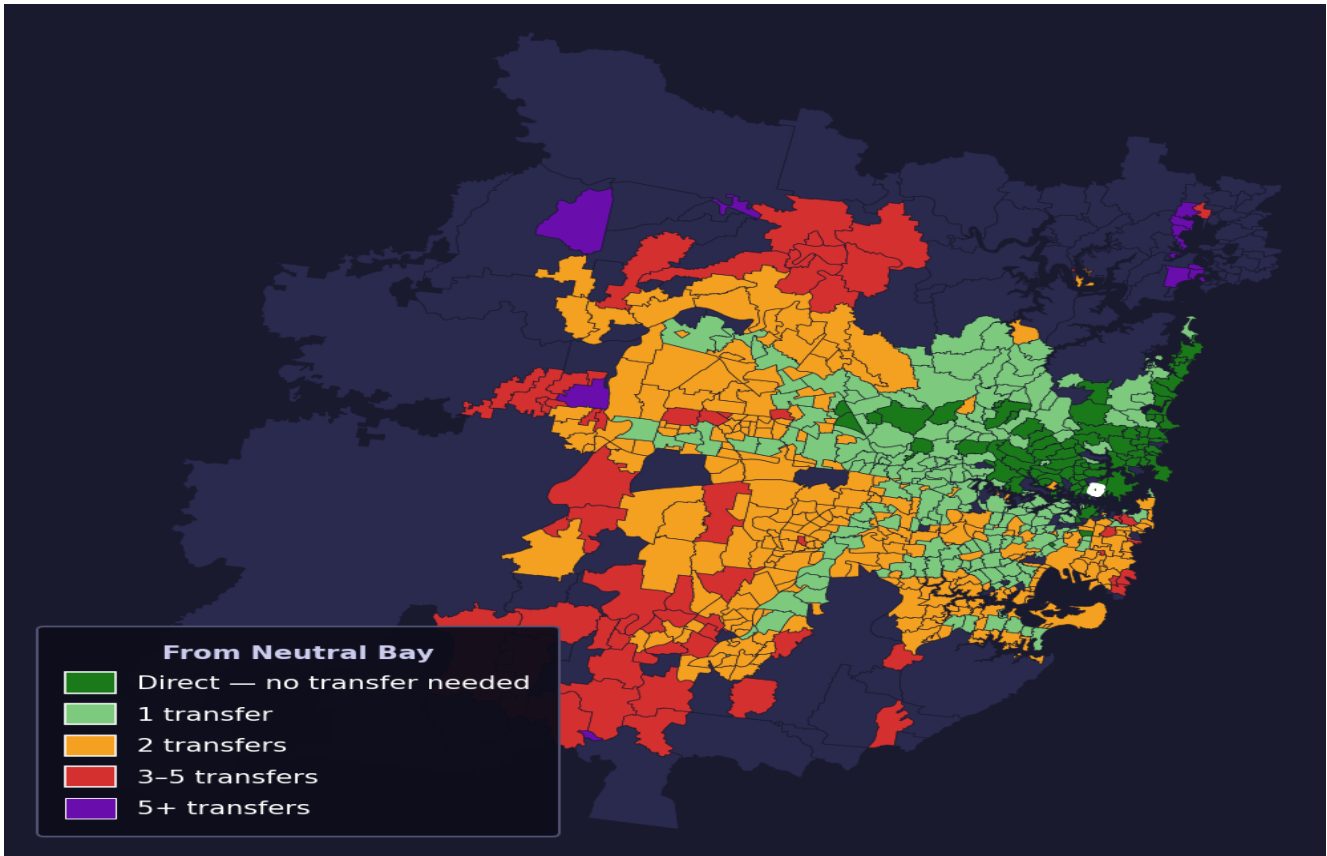 From Neutral Bay
Direct — no transfer needed
1 transfer
2 transfers
3–5 transfers
5+ transfers